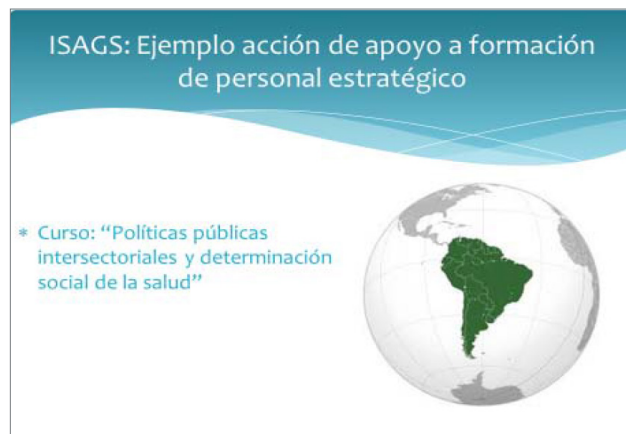 ISAGS: Ejemplo acción de apoyo a formación
de personal estratégico
* Curso: “Políticas públicas
intersectoriales y determinación
social de la salud”